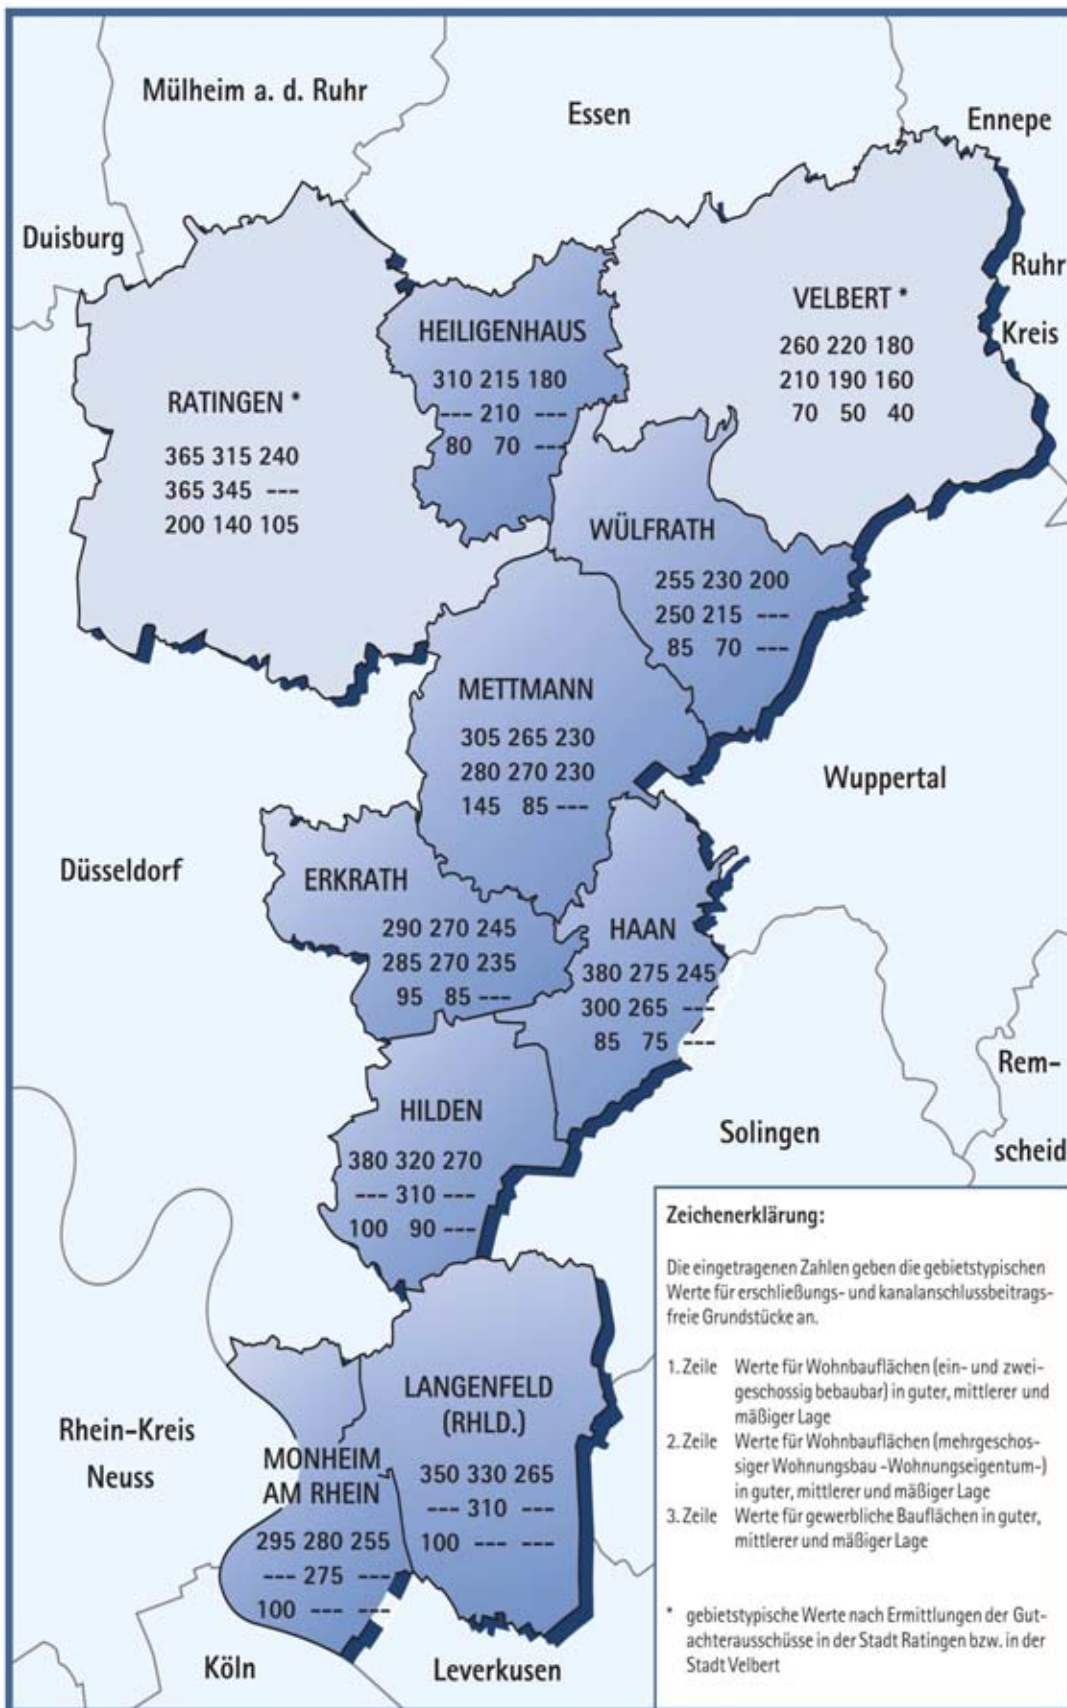 Mülheim a. d. Ruhr
Essen
Ennepe
Duisburg
Ruhr
Kreis
VELBERT *
260 220 180
210 190 160
70 50 40
HEILIGENHAUS
310 215 180
--- 210 ---
80 70 ---
RATINGEN *
365 315 240
365 345 ---
200 140 105
WÜLFRATH
255 230 200
250 215 ---
85 70 ---
METTMANN
305 265 230
280 270 230
145 85 ---
Wuppertal
Düsseldorf
ERKRATH
290 270 245
285 270 235
95 85 ---
HAAN
380 275 245
300 265 ---
85 75 ---
Rem-
scheid
HILDEN
380 320 270
--- 310 ---
100 90 ---
Solingen
LANGENFELD
(RHLD.)
350 330 265
--- 310 ---
100 --- ---
Rhein-Kreis
Neuss
MONHEIM
AM RHEIN
295 280 255
--- 275 ---
100 --- ---
Köln
Leverkusen
Zeichenerklärung:
Die eingetragenen Zahlen geben die gebietstypischen
Werte für erschließungs- und kanalanschlussbeitrags-
freie Grundstücke an.
1. Zeile Werte für Wohnbauflächen (ein- und zwei-
geschossig bebaubar) in guter, mittlerer und
mäßiger Lage
2. Zeile Werte für Wohnbauflächen (mehrgeschos-
siger Wohnungsbau -Wohnungseigentum-)
in guter, mittlerer und mäßiger Lage
3. Zeile Werte für gewerbliche Bauflächen in guter,
mittlerer und mäßiger Lage
* gebietstypische Werte nach Ermittlungen der Gut-
achterausschüsse in der Stadt Ratingen bzw. in der
Stadt Velbert